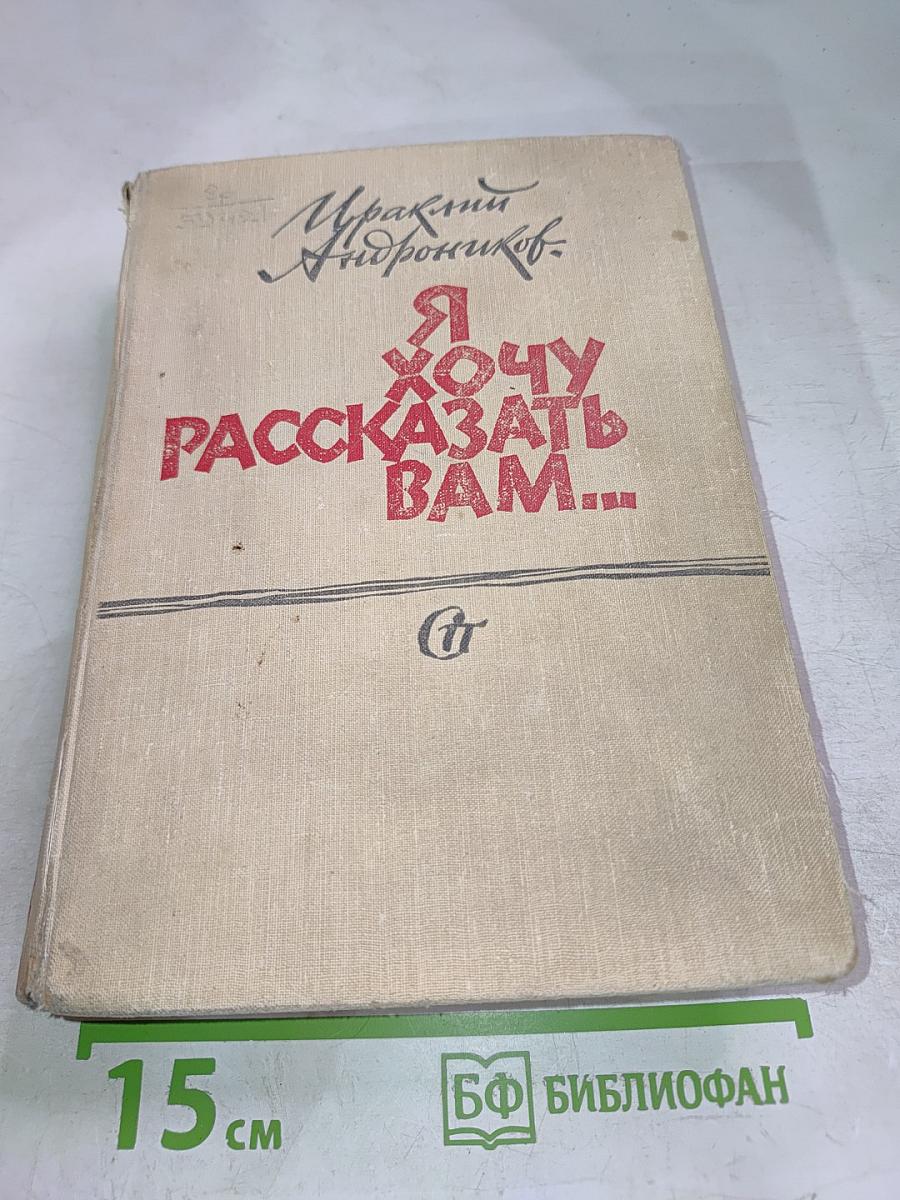 Ираклий
Андроников.
Я
ХОЧУ
РАССКАЗАТЬ
ВАМ...
СП
15 см
БФ БИБЛИОФАН